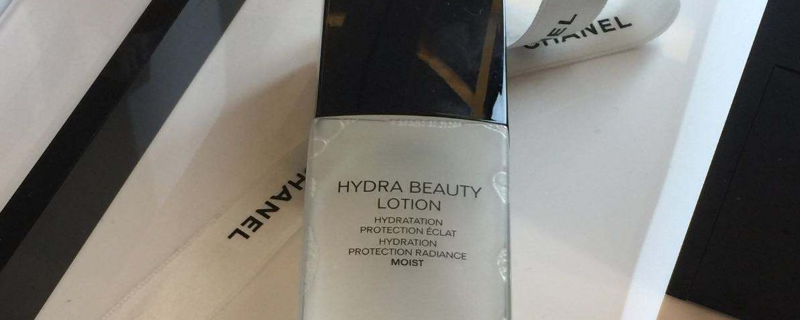 CHANEL
HYDRA BEAUTY
LOTION
HYDRATATION
PROTECTION ÉCLAT
HYDRATION
PROTECTION RADIANCE
MOIST
CHANEL